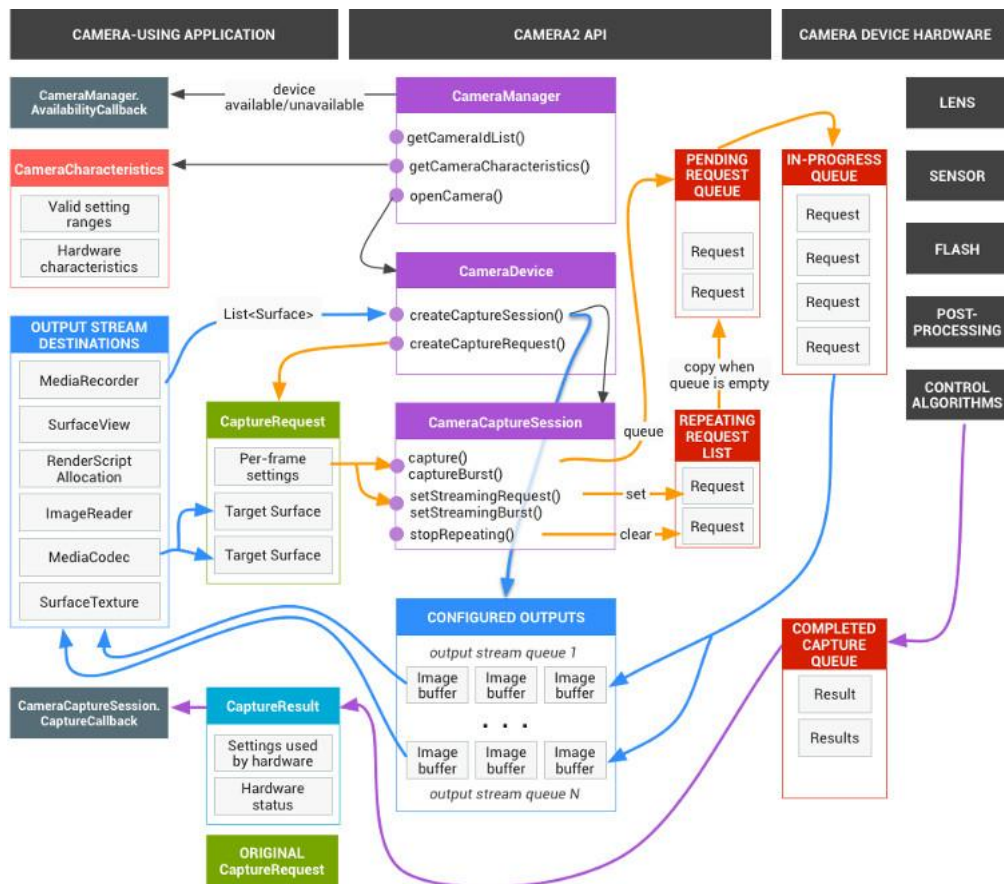 CAMERA-USING APPLICATION
CAMERA2 API
CAMERA DEVICE HARDWARE
CameraManager.
AvailabilityCallback
device
available/unavailable
CameraManager
getCameraIdList()
getCameraCharacteristics()
openCamera()
CameraCharacteristics
Valid setting
ranges
Hardware
characteristics
PENDING
REQUEST
QUEUE
Request
Request
IN-PROGRESS
QUEUE
Request
Request
Request
Request
LENS
SENSOR
FLASH
POST-
PROCESSING
CONTROL
ALGORITHMS
CameraDevice
createCaptureSession()
createCaptureRequest()
List<Surface>
OUTPUT STREAM
DESTINATIONS
MediaRecorder
SurfaceView
RenderScript
Allocation
ImageReader
MediaCodec
SurfaceTexture
CaptureRequest
Per-frame
settings
Target Surface
Target Surface
CameraCaptureSession
capture()
captureBurst()
setStreamingRequest()
setStreamingBurst()
stopRepeating()
queue
set
clear
copy when
queue is empty
REPEATING
REQUEST
LIST
Request
Request
CONFIGURED OUTPUTS
output stream queue 1
Image
buffer
Image
buffer
Image
buffer
. . .
Image
buffer
Image
buffer
Image
buffer
output stream queue N
COMPLETED
CAPTURE
QUEUE
Result
Results
CameraCaptureSession.
CaptureCallback
CaptureResult
Settings used
by hardware
Hardware
status
ORIGINAL
CaptureRequest